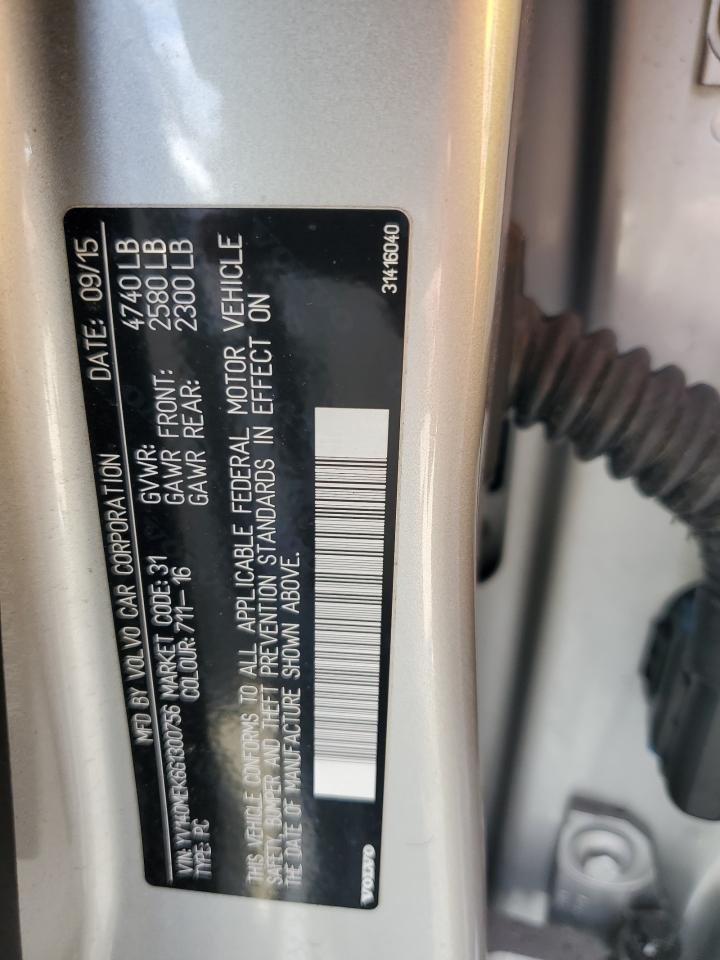 MFD BY VOLVO CAR CORPORATION DATE: 09/15
VIN: YV140MEK6G1300756 MARKET CODE: 31 GVWR: 4740 LB
TYPE: PC COLOUR: 711-16 GAWR FRONT: 2580 LB
GAWR REAR: 2300 LB
THIS VEHICLE CONFORMS TO ALL APPLICABLE FEDERAL MOTOR VEHICLE
SAFETY, BUMPER AND THEFT PREVENTION STANDARDS IN EFFECT ON
THE DATE OF MANUFACTURE SHOWN ABOVE.
VOLVO 31416040